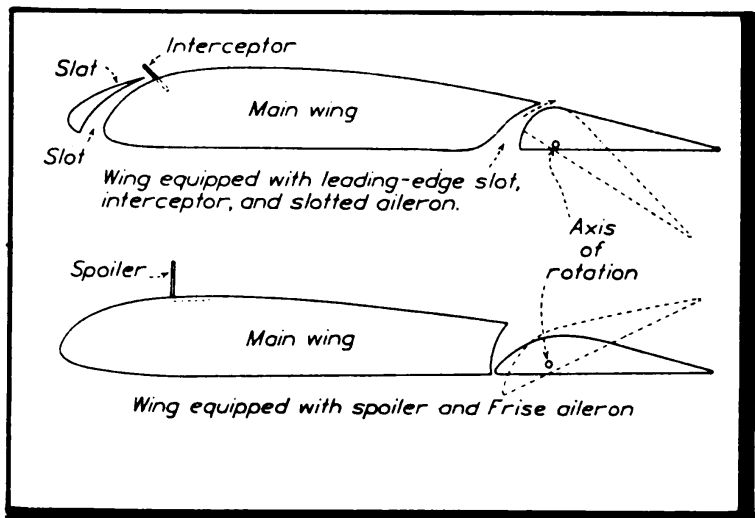 Interceptor
Slat
Main wing
Slot
Wing equipped with leading-edge slot,
interceptor, and slotted aileron.
Axis
of
rotation
Spoiler
Main wing
Wing equipped with spoiler and Frise aileron